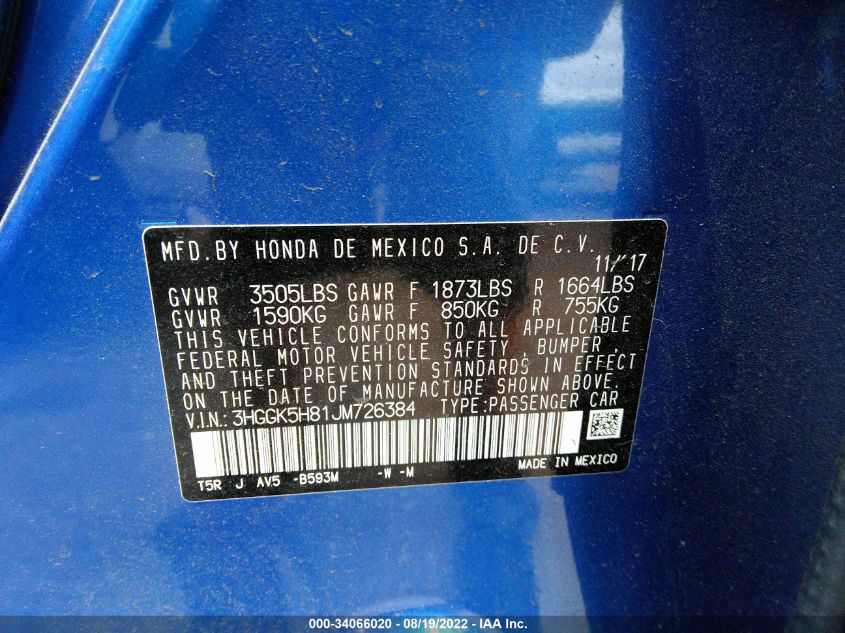 MFD.BY HONDA DE MEXICO S.A. DE C.V.
11/17
GVWR 3505LBS GAWR F 1873LBS R 1664LBS
GVWR 1590KG GAWR F 850KG R 755KG
THIS VEHICLE CONFORMS TO ALL APPLICABLE
FEDERAL MOTOR VEHICLE SAFETY , BUMPER ,
AND THEFT PREVENTION STANDARDS IN EFFECT
ON THE DATE OF MANUFACTURE SHOWN ABOVE.
V.I.N.: 3HGGK5H81JM726384 TYPE:PASSENGER CAR
MADE IN MEXICO
T5R J AV5 -B593M -W -M
000-34066020 - 08/19/2022 - IAA Inc.